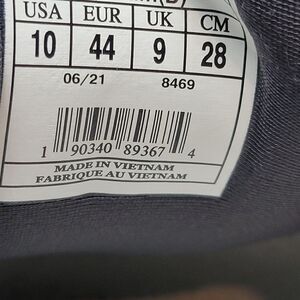 USA EUR UK CM
10 44 9 28
06/21 8469
1 90340 89367 4
MADE IN VIETNAM
FABRIQUE AU VIETNAM